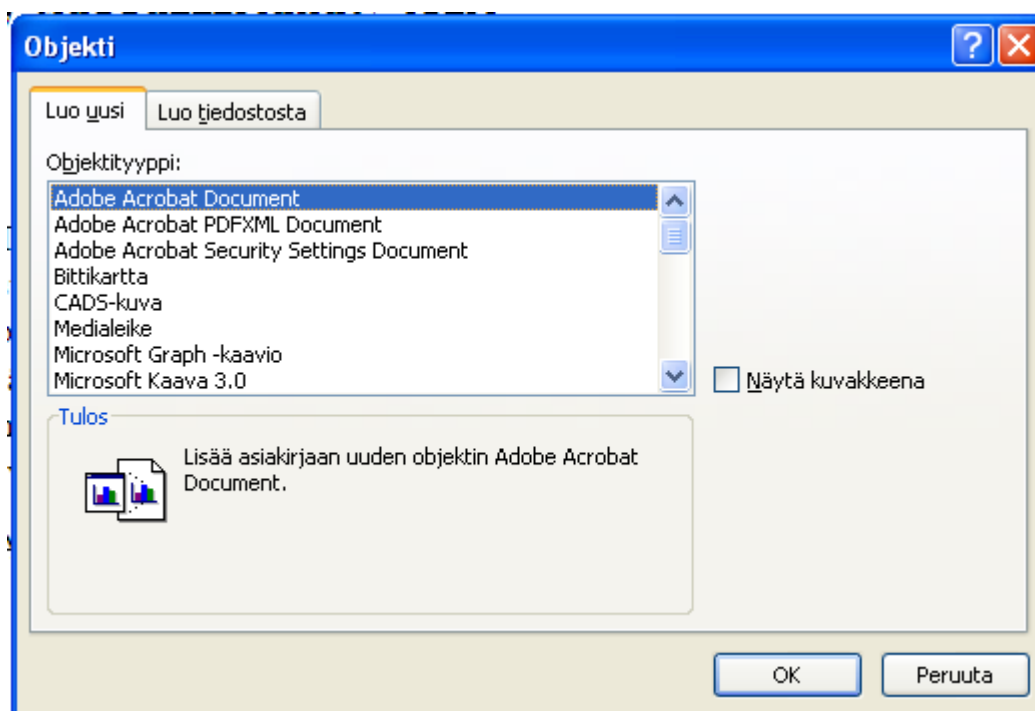 Objekti
Luo uusi
Luo tiedostosta
Objektityyppi:
Adobe Acrobat Document
Adobe Acrobat PDFXML Document
Adobe Acrobat Security Settings Document
Bittikartta
CADS-kuva
Medialeike
Microsoft Graph -kaavio
Microsoft Kaava 3.0
Näytä kuvakkeena
Tulos
Lisää asiakirjaan uuden objektin Adobe Acrobat
Document.
OK
Peruuta